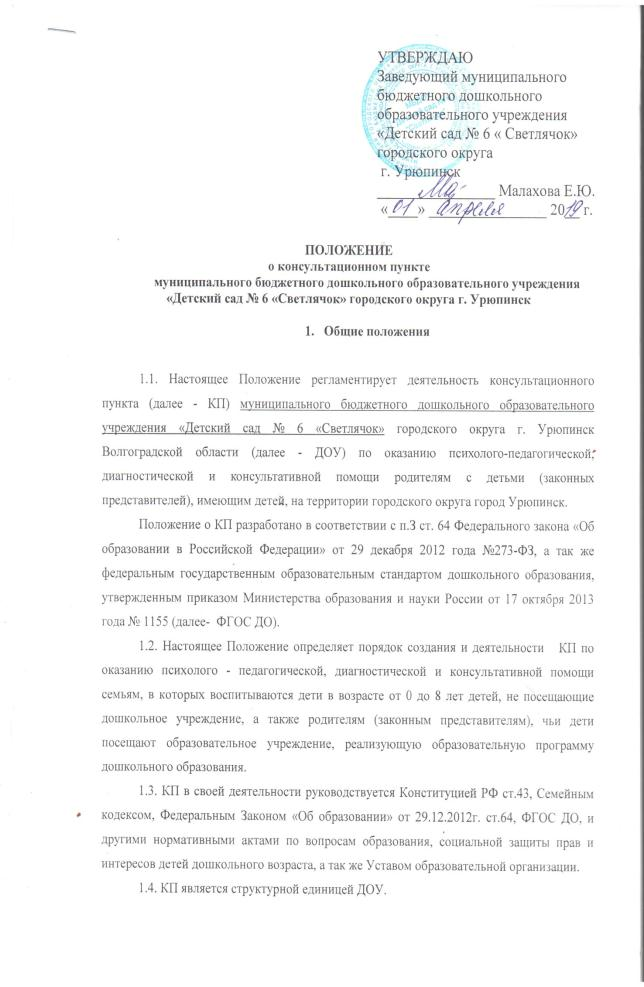 УТВЕРЖДАЮ
Заведующий муниципального
бюджетного дошкольного
образовательного учреждения
«Детский сад № 6 « Светлячок»
городского округа
г. Урюпинск
Малахова Е.Ю.
«01» апреля 2019 г.
ПОЛОЖЕНИЕ
о консультационном пункте
муниципального бюджетного дошкольного образовательного учреждения
«Детский сад № 6 «Светлячок» городского округа г. Урюпинск
1. Общие положения
1.1. Настоящее Положение регламентирует деятельность консультационного
пункта (далее - КП) муниципального бюджетного дошкольного образовательного
учреждения «Детский сад № 6 «Светлячок» городского округа г. Урюпинск
Волгоградской области (далее - ДОУ) по оказанию психолого-педагогической,
диагностической и консультативной помощи родителям с детьми (законных
представителей), имеющим детей, на территории городского округа город Урюпинск.
Положение о КП разработано в соответствии с п.З ст. 64 Федерального закона «Об
образовании в Российской Федерации» от 29 декабря 2012 года №273-ФЗ, а так же
федеральным государственным образовательным стандартом дошкольного образования,
утвержденным приказом Министерства образования и науки России от 17 октября 2013
года № 1155 (далее- ФГОС ДО).
1.2. Настоящее Положение определяет порядок создания и деятельности КП по
оказанию психолого - педагогической, диагностической и консультативной помощи
семьям, в которых воспитываются дети в возрасте от 0 до 8 лет детей, не посещающие
дошкольное учреждение, а также родителям (законным представителям), чьи дети
посещают образовательное учреждение, реализующую образовательную программу
дошкольного образования.
1.3. КП в своей деятельности руководствуется Конституцией РФ ст.43, Семейным
кодексом, Федеральным Законом «Об образовании» от 29.12.2012г. ст.64, ФГОС ДО, и
другими нормативными актами по вопросам образования, социальной защиты прав и
интересов детей дошкольного возраста, а так же Уставом образовательной организации.
1.4. КП является структурной единицей ДОУ.